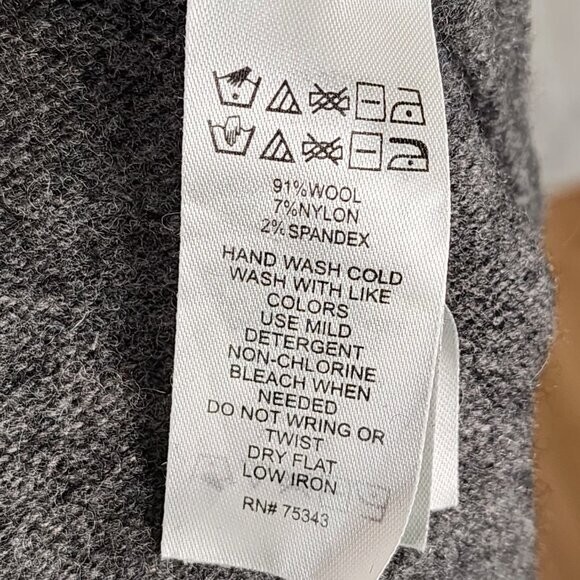 91%WOOL
7%NYLON
2%SPANDEX
HAND WASH COLD
WASH WITH LIKE
COLORS
USE MILD
DETERGENT
NON-CHLORINE
BLEACH WHEN
NEEDED
DO NOT WRING OR
TWIST
DRY FLAT
LOW IRON
RN# 75343